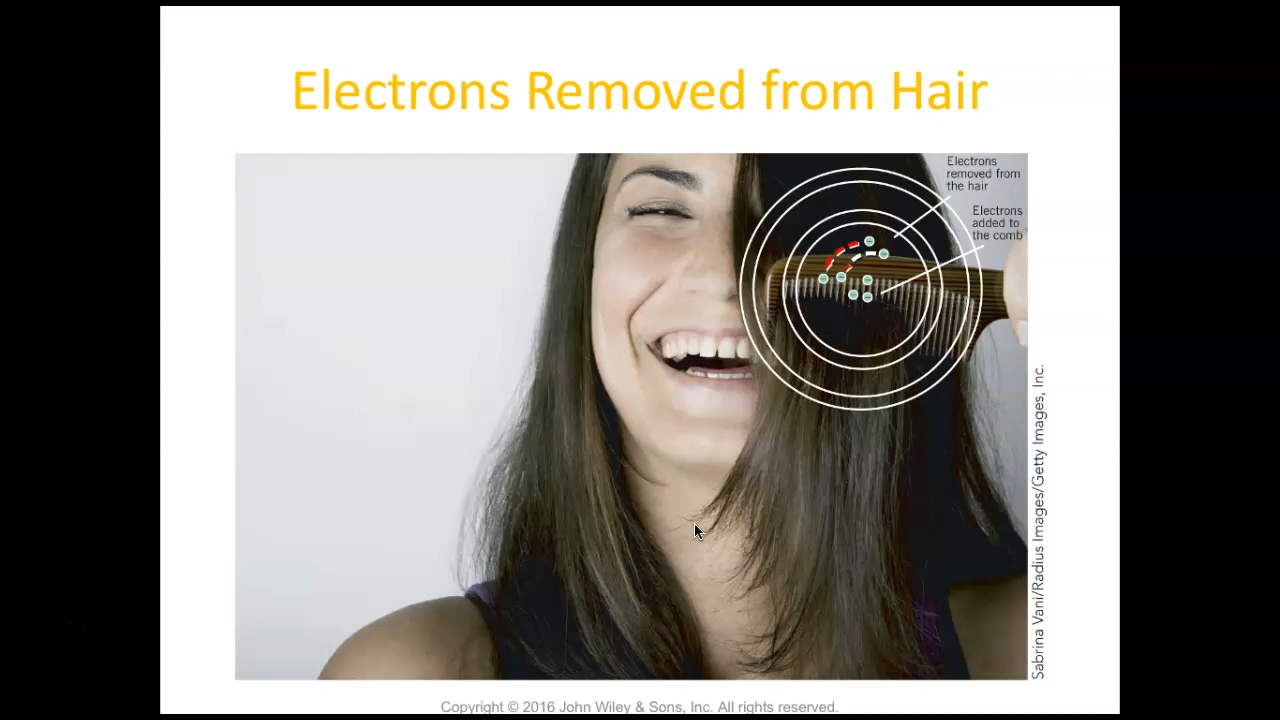 Electrons Removed from Hair
Electrons
removed from
the hair
Electrons
added to
the comb
Sabrina Vani/Radius Images/Getty Images, Inc.
Copyright © 2016 John Wiley & Sons, Inc. All rights reserved.